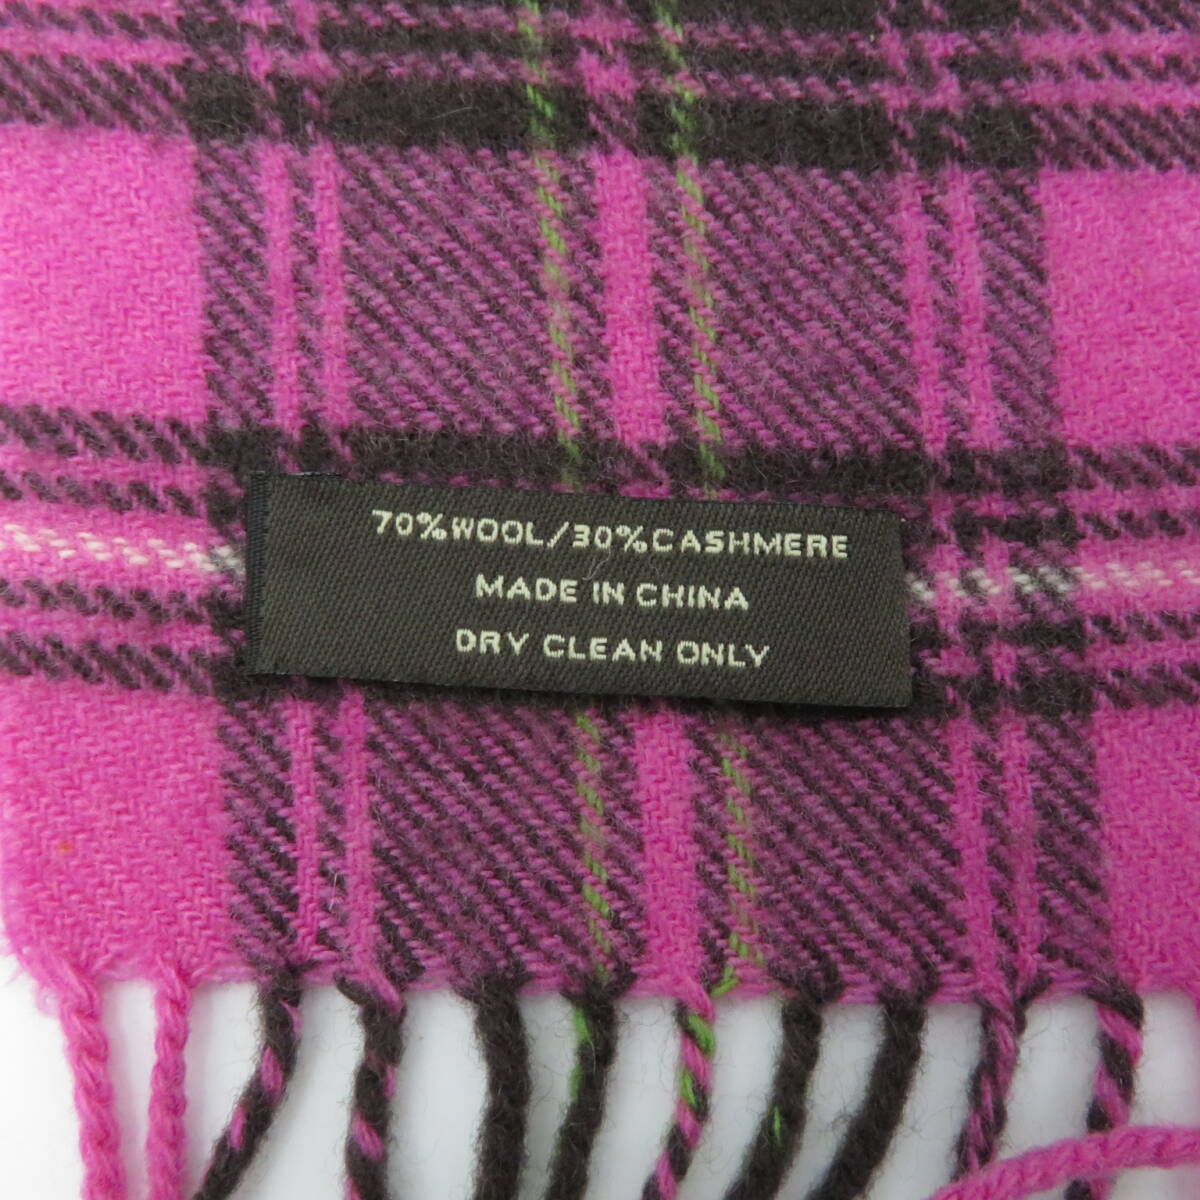 70%WOOL/30%CASHMERE
MADE IN CHINA
DRY CLEAN ONLY